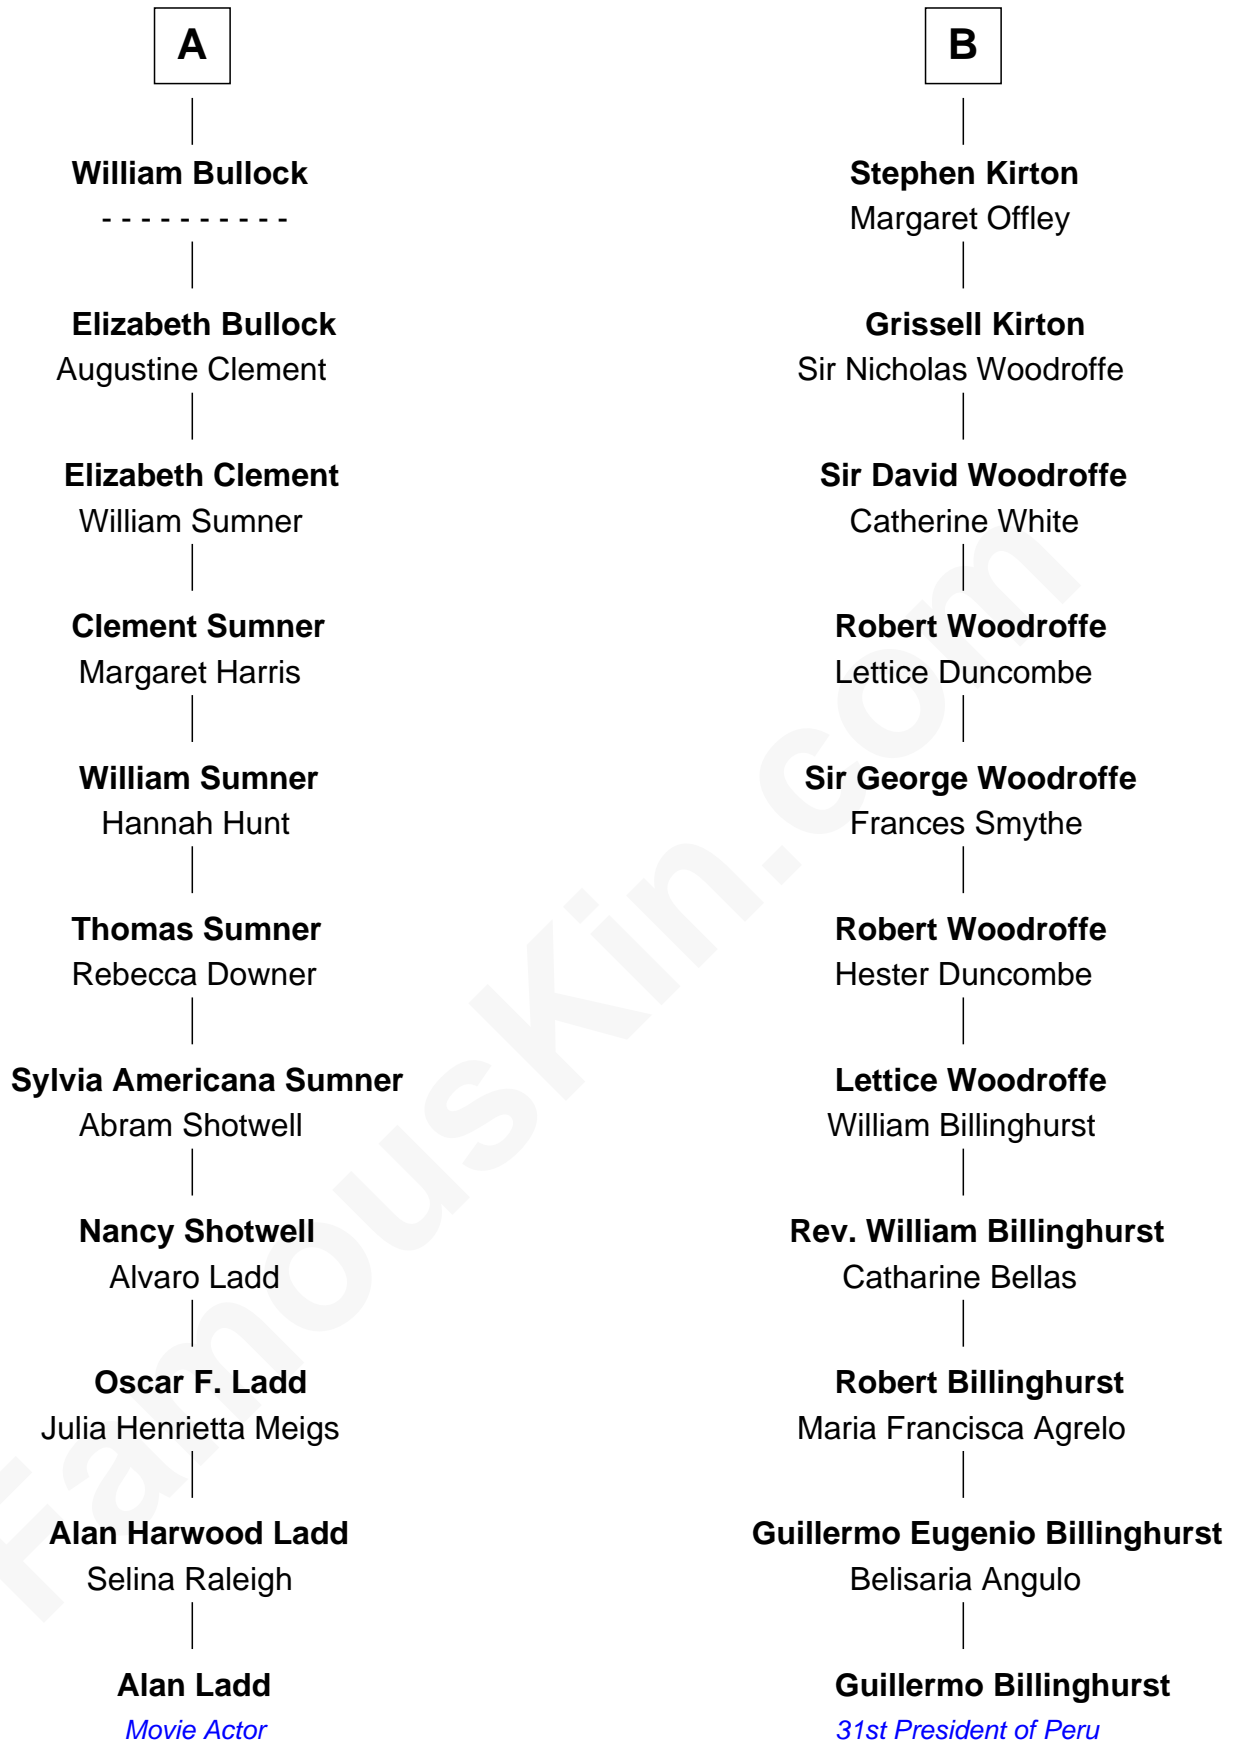 A
William Bullock
- - - - - - - - - -
Elizabeth Bullock
Augustine Clement
Elizabeth Clement
William Sumner
Clement Sumner
Margaret Harris
William Sumner
Hannah Hunt
Thomas Sumner
Rebecca Downer
Sylvia Americana Sumner
Abram Shotwell
Nancy Shotwell
Alvaro Ladd
Oscar F. Ladd
Julia Henrietta Meigs
Alan Harwood Ladd
Selina Raleigh
Alan Ladd
Movie Actor
B
Stephen Kirton
Margaret Offley
Grissell Kirton
Sir Nicholas Woodroffe
Sir David Woodroffe
Catherine White
Robert Woodroffe
Lettice Duncombe
Sir George Woodroffe
Frances Smythe
Robert Woodroffe
Hester Duncombe
Lettice Woodroffe
William Billinghurst
Rev. William Billinghurst
Catharine Bellas
Robert Billinghurst
Maria Francisca Agrelo
Guillermo Eugenio Billinghurst
Belisaria Angulo
Guillermo Billinghurst
31st President of Peru
FamousKin.com